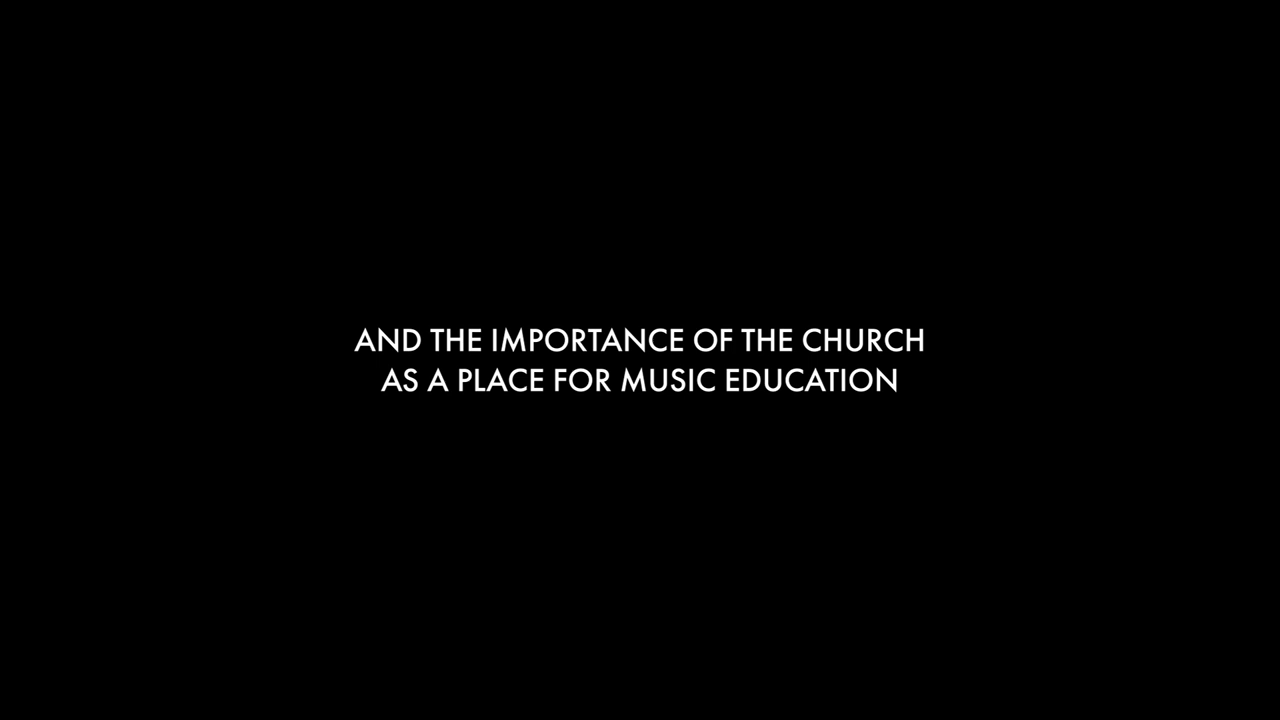 AND THE IMPORTANCE OF THE CHURCH
AS A PLACE FOR MUSIC EDUCATION